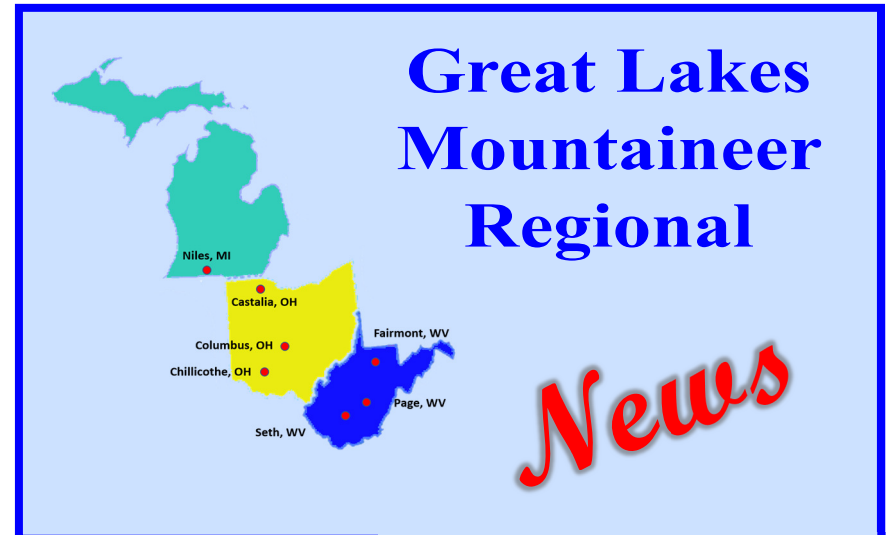 Great Lakes
Mountaineer
Regional
News
Niles, MI
Castalia, OH
Columbus, OH
Chillicothe, OH
Fairmont, WV
Page, WV
Seth, WV